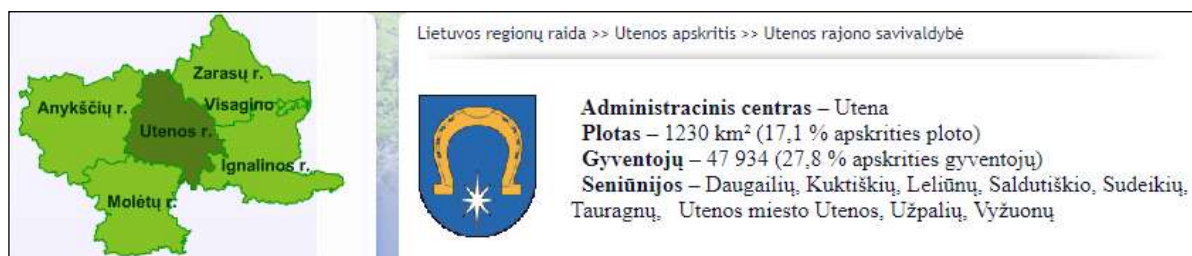 Zarasų r.
Anykščių r.
Visagino
Utenos r.
Ignalinos r.
Molėtų r.
Lietuvos regionų raida >> Utenos apskritis >> Utenos rajono savivaldybė
Administracinis centras – Utena
Plotas – 1230 km² (17,1 % apskrities ploto)
Gyventojų – 47 934 (27,8 % apskrities gyventojų)
Seniūnijos – Daugailių, Kuktiškių, Leliūnų, Saldutiškio, Sudeikių,
Tauragnų, Utenos miesto Utenos, Užpalių, Vyžuonų